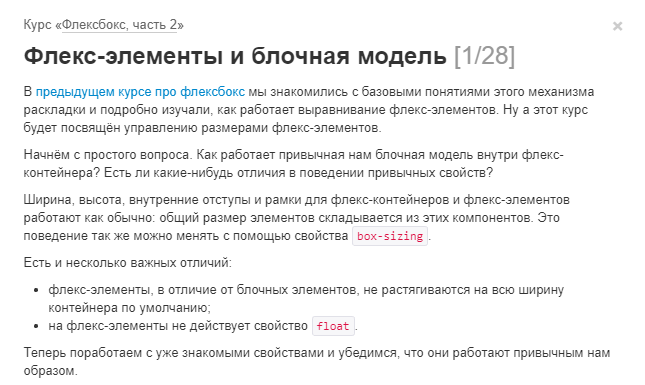 Курс «Флексбокс, часть 2»
×
Флекс-элементы и блочная модель [1/28]
В предыдущем курсе про флексбокс мы знакомились с базовыми понятиями этого механизма
раскладки и подробно изучали, как работает выравнивание флекс-элементов. Ну а этот курс
будет посвящён управлению размерами флекс-элементов.
Начнём с простого вопроса. Как работает привычная нам блочная модель внутри флекс-
контейнера? Есть ли какие-нибудь отличия в поведении привычных свойств?
Ширина, высота, внутренние отступы и рамки для флекс-контейнеров и флекс-элементов
работают как обычно: общий размер элементов складывается из этих компонентов. Это
поведение так же можно менять с помощью свойства box-sizing.
Есть и несколько важных отличий:
• флекс-элементы, в отличие от блочных элементов, не растягиваются на всю ширину
контейнера по умолчанию;
• на флекс-элементы не действует свойство float.
Теперь поработаем с уже знакомыми свойствами и убедимся, что они работают привычным нам
образом.